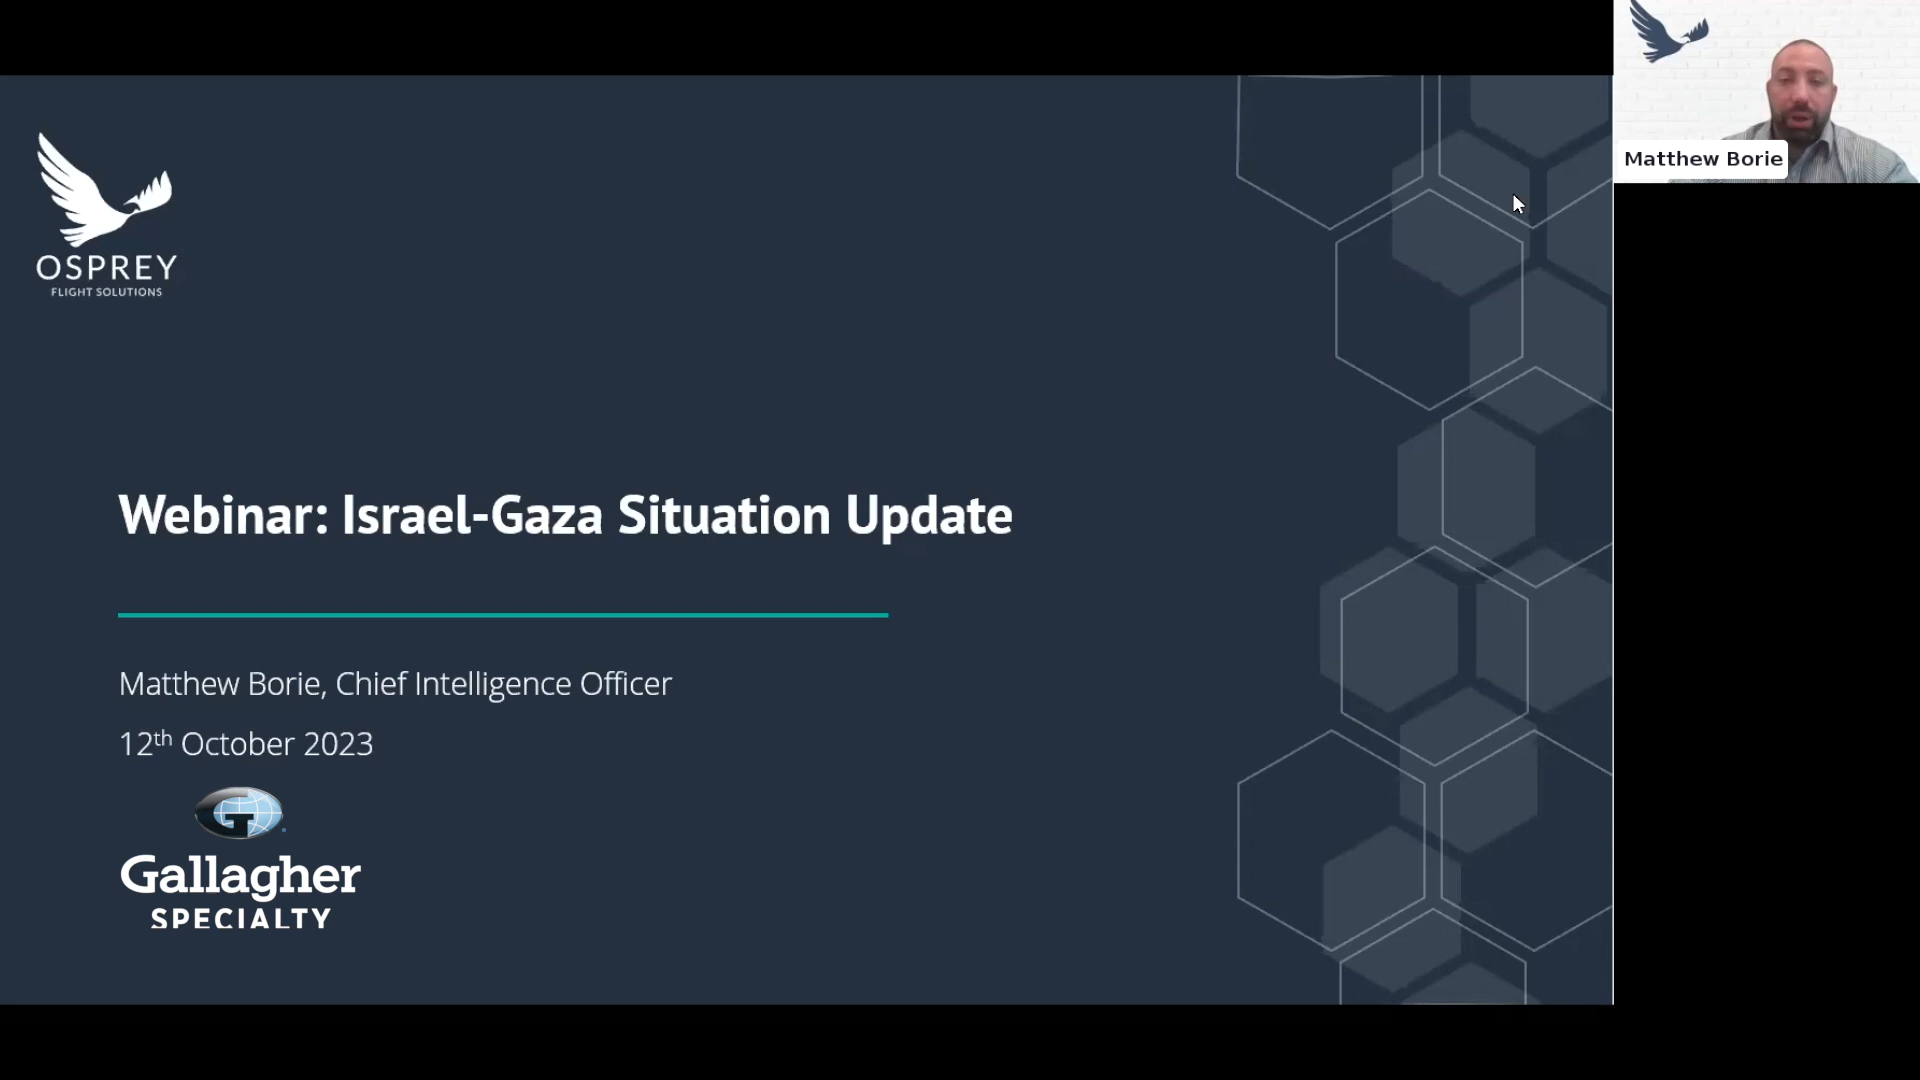 OSPREY
FLIGHT SOLUTIONS
Matthew Borie
Webinar: Israel-Gaza Situation Update
Matthew Borie, Chief Intelligence Officer
12th October 2023
G
Gallagher
SPECIALTY